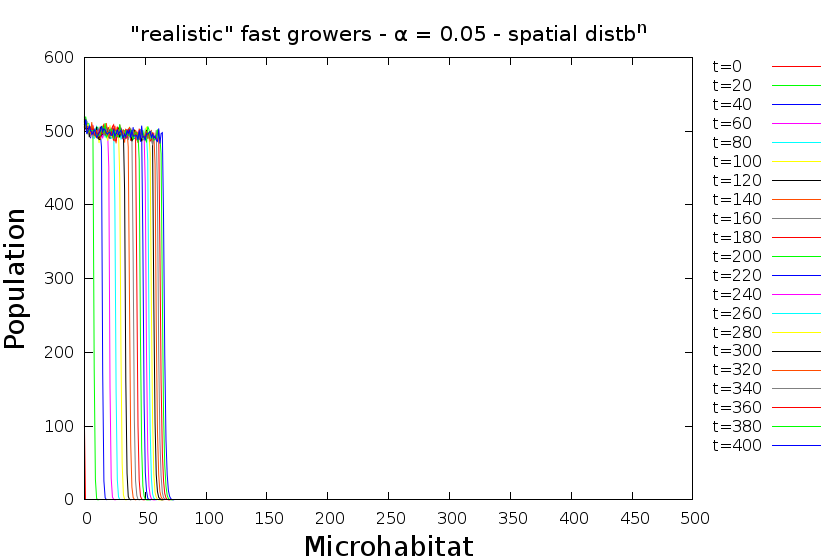 "realistic" fast growers - α = 0.05 - spatial distbⁿ
600
500
400
300
200
100
0
Population
0 50 100 150 200 250 300 350 400 450 500
Microhabitat
t=0
t=20
t=40
t=60
t=80
t=100
t=120
t=140
t=160
t=180
t=200
t=220
t=240
t=260
t=280
t=300
t=320
t=340
t=360
t=380
t=400